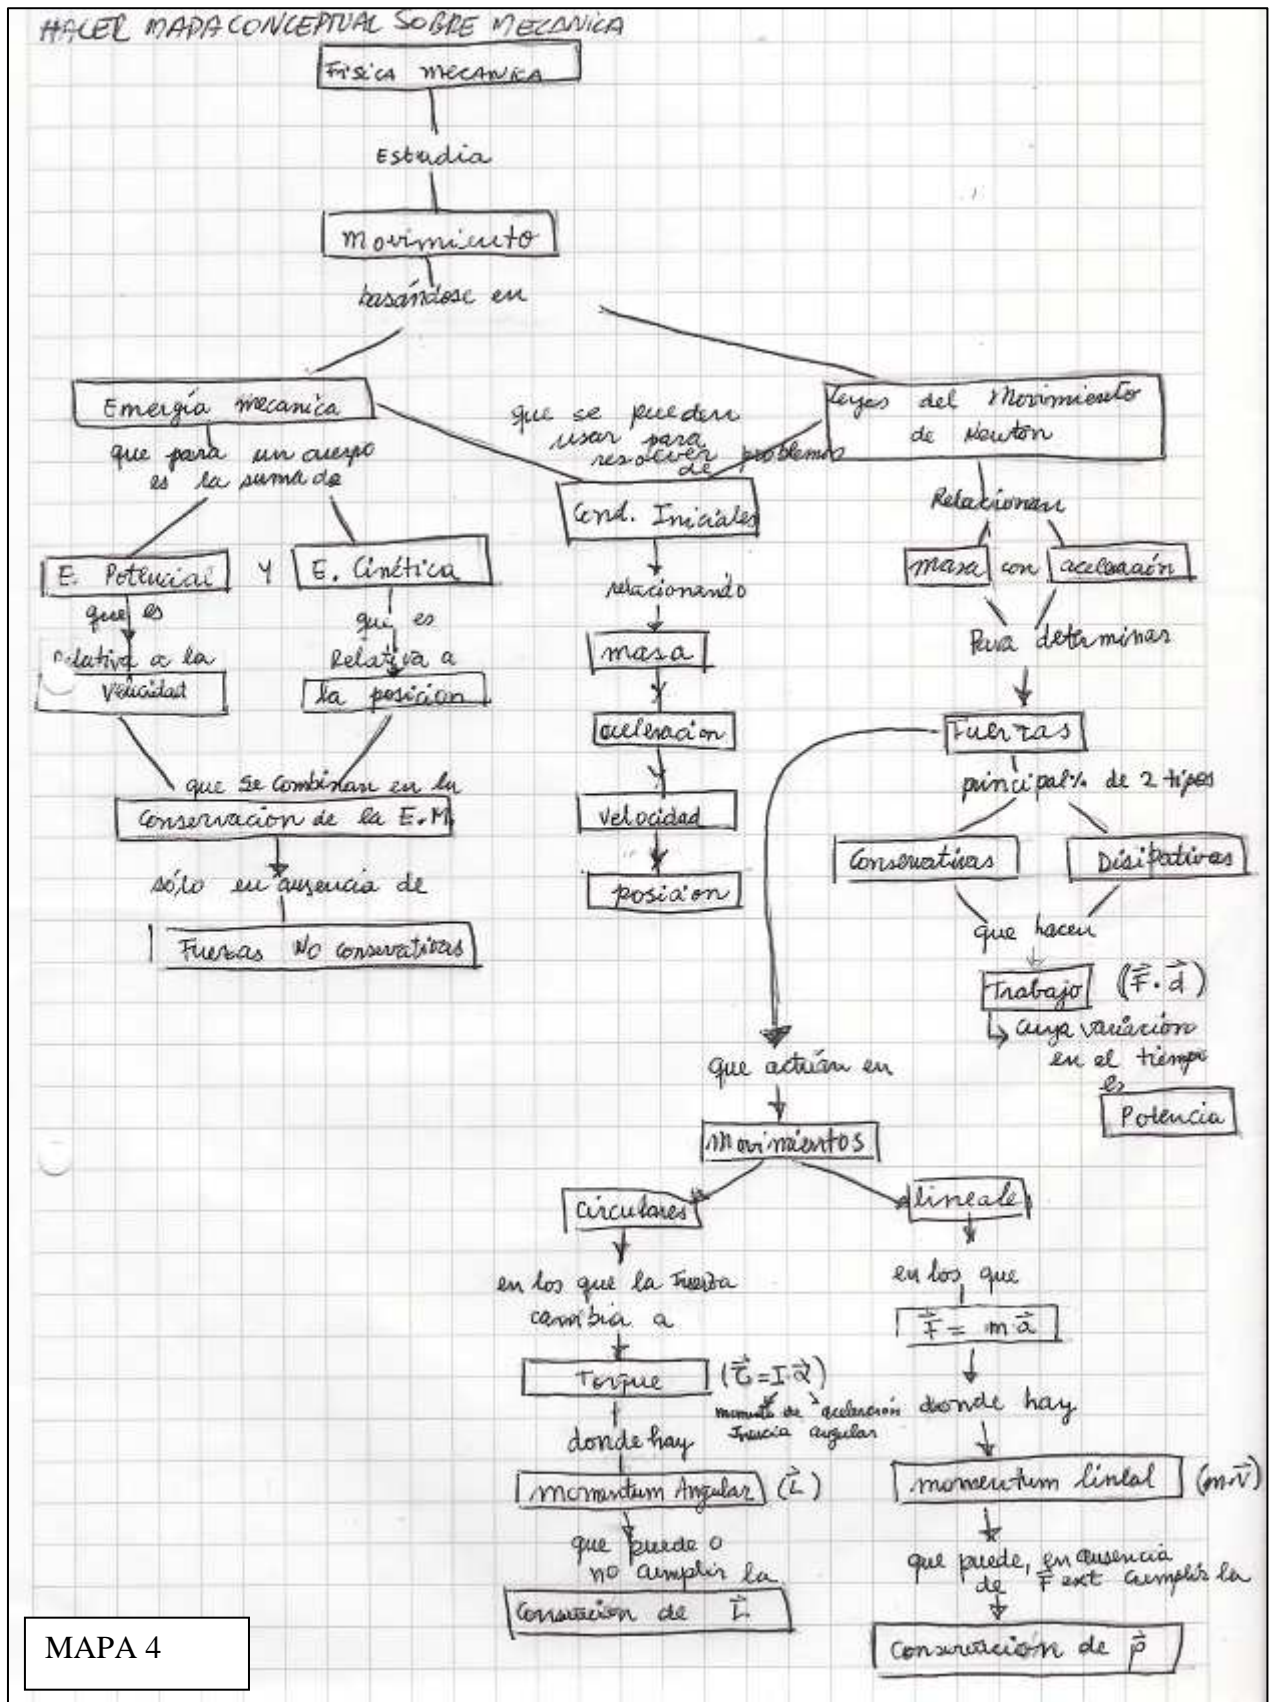 HACER MAPA CONCEPTUAL SOBRE MECANICA
Física mecanica
Estudia
Movimiento
basándose en
Energía mecanica
que para un cuerpo
es la suma de
E. Potencial
y
E. Cinética
que es
Relativa a la
Velocidad
que es
Relativa a
la posicion
que se combinan en la
Conservación de la E.M.
sólo en ausencia de
Fuerzas No conservativas
que se pueden
usar para
resolver problemas
de
Cond. Iniciales
relacionando
masa
y
aceleracion
y
velocidad
y
posicion
Leyes del Movimiento
de Newton
Relacionan
masa con aceleración
Para determinar
Fuerzas
principal% de 2 tipos
Conservativas
Disipativas
que hacen
Trabajo (F⃗ · d⃗)
cuya variación
en el tiempo
es
Potencia
que actúan en
Movimientos
Circulares
en los que la Fuerza
cambia a
Torque (τ⃗ = I·α⃗)
momento de
Inercia
aceleración
angular
donde hay
momentum Angular (L⃗)
que puede o
no cumplir la
Conservación de L⃗
lineale
en los que
F⃗ = m a⃗
donde hay
momentum lineal (m·v⃗)
que puede, en ausencia
de F⃗ ext cumplir la
Conservación de p⃗
MAPA 4